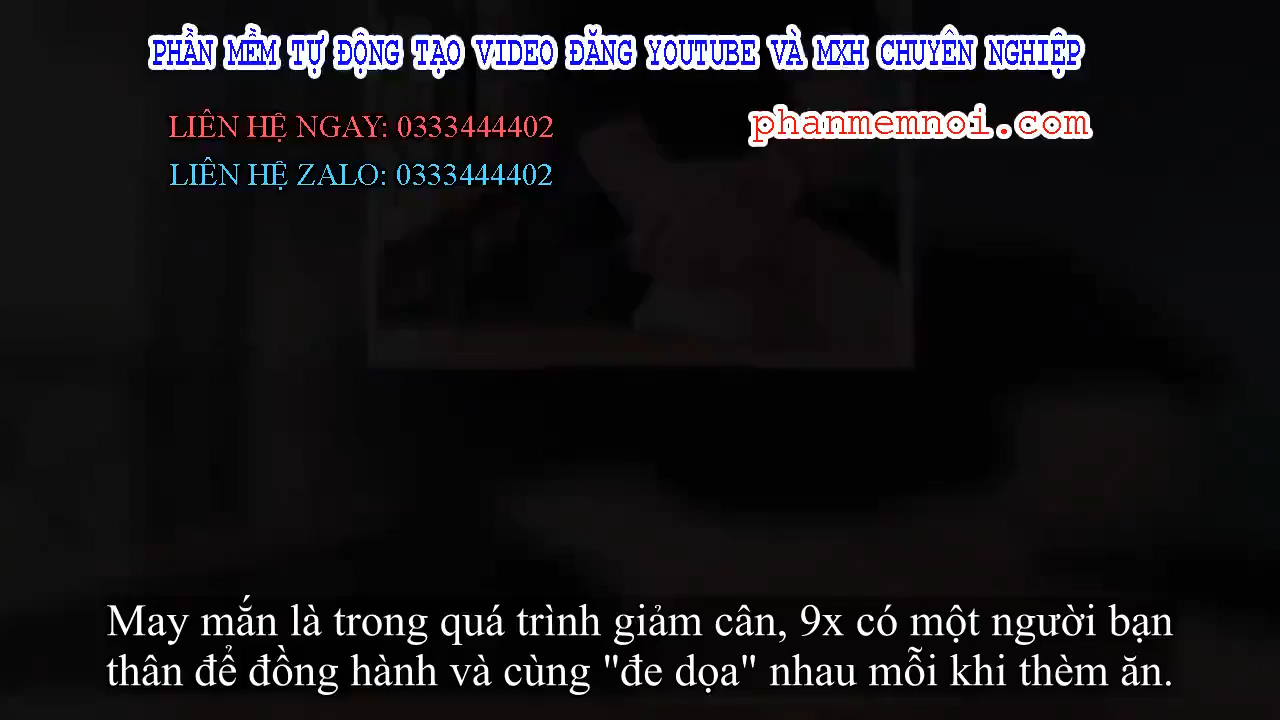 PHẦN MỀM TỰ ĐỘNG TẠO VIDEO ĐĂNG YOUTUBE VÀ MXH CHUYÊN NGHIỆP
LIÊN HỆ NGAY: 0333444402
phanmemnoi.com
LIÊN HỆ ZALO: 0333444402
May mắn là trong quá trình giảm cân, 9x có một người bạn
thân để đồng hành và cùng "đe dọa" nhau mỗi khi thèm ăn.